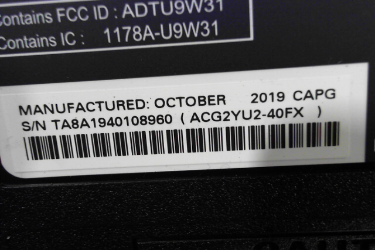 Contains FCC ID : ADTU9W31
Contains IC : 1178A-U9W31
MANUFACTURED: OCTOBER 2019 CAPG
S/N TA8A1940108960 ( ACG2YU2-40FX )